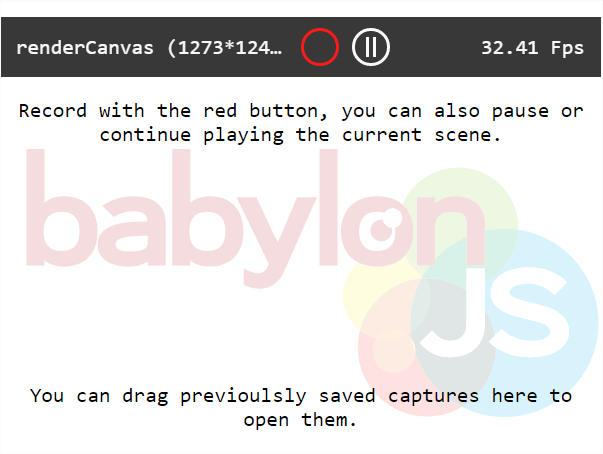 renderCanvas (1273*124… 32.41 Fps
Record with the red button, you can also pause or
continue playing the current scene.
babylon
JS
You can drag previoulsly saved captures here to
open them.